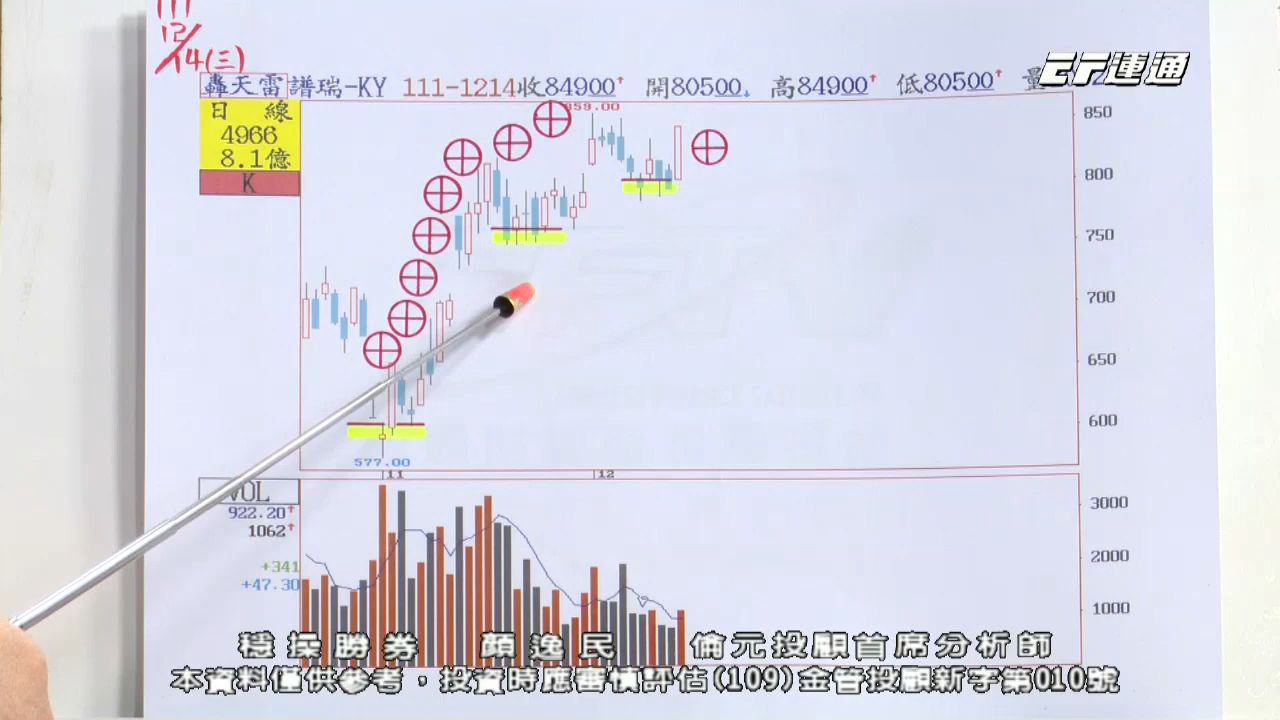 111
12/
14(三)
EF運通
轟天雷 譜瑞-KY 111-1214收84900↑ 開80500↓ 高84900↑ 低80500↑ 量
日 線
4966
8.1億
K
859.00
850
800
750
700
650
600
577.00
11
12
VOL
922.20↑
1062↑
+341
+47.30
3000
2000
1000
穩操勝券 顏逸民 倫元投顧首席分析師
本資料僅供參考，投資時應審慎評估(109)金管投顧新字第010號